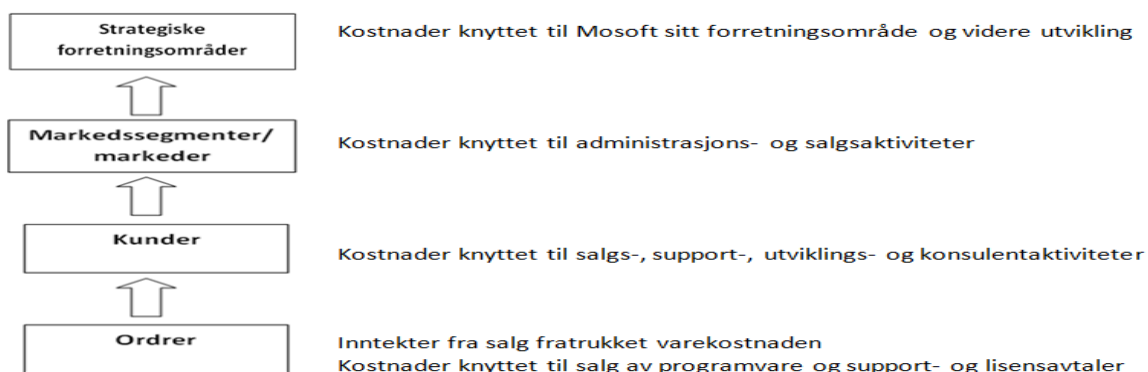 Strategiske
forretningsområder
Kostnader knyttet til Mosoft sitt forretningsområde og videre utvikling
Markedssegmenter/
markeder
Kostnader knyttet til administrasjons- og salgsaktiviteter
Kunder
Kostnader knyttet til salgs-, support-, utviklings- og konsulentaktiviteter
Ordrer
Inntekter fra salg fratrukket varekostnaden
Kostnader knyttet til salg av programvare og support- og lisensavtaler